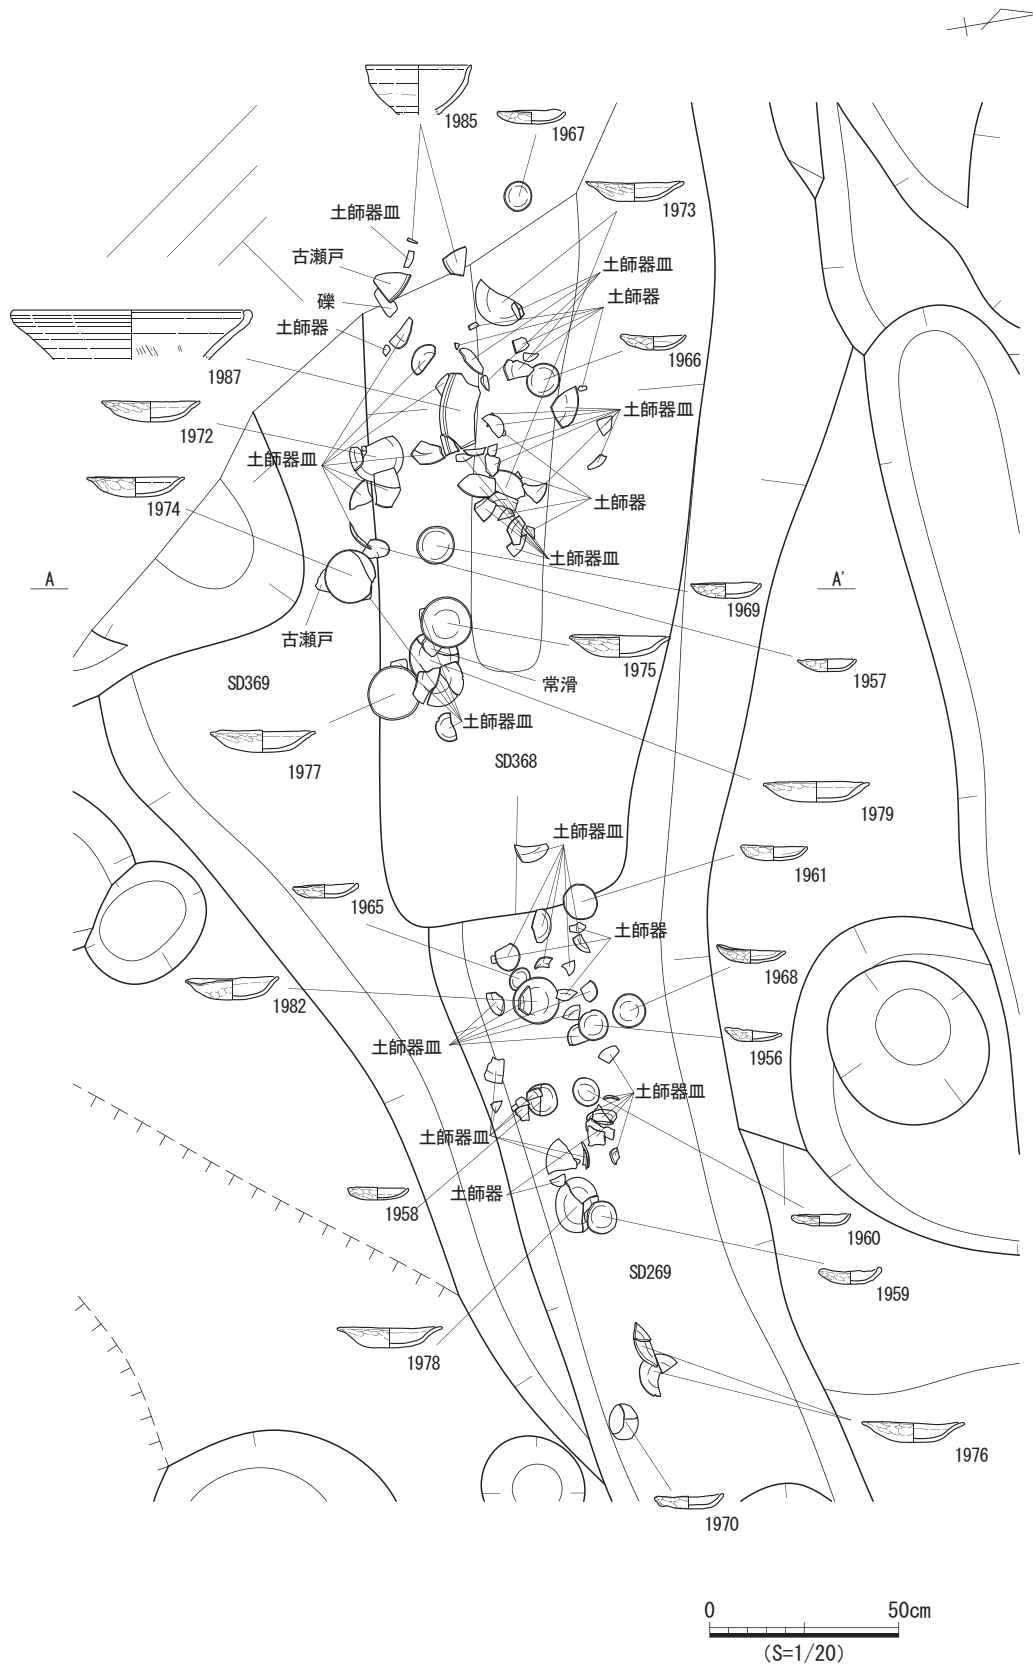 1985
1967
1973
土師器皿
古瀬戸
礫
土師器
土師器皿
土師器
1966
1987
1972
土師器皿
土師器皿
1974
土師器
土師器皿
A
A'
1969
古瀬戸
1975
1957
SD369
常滑
土師器皿
1977
SD368
1979
土師器皿
1961
1965
土師器
1968
1982
土師器皿
1956
土師器皿
土師器皿
土師器
1958
1960
SD269
1959
1978
1976
1970
0
50cm
(S=1/20)